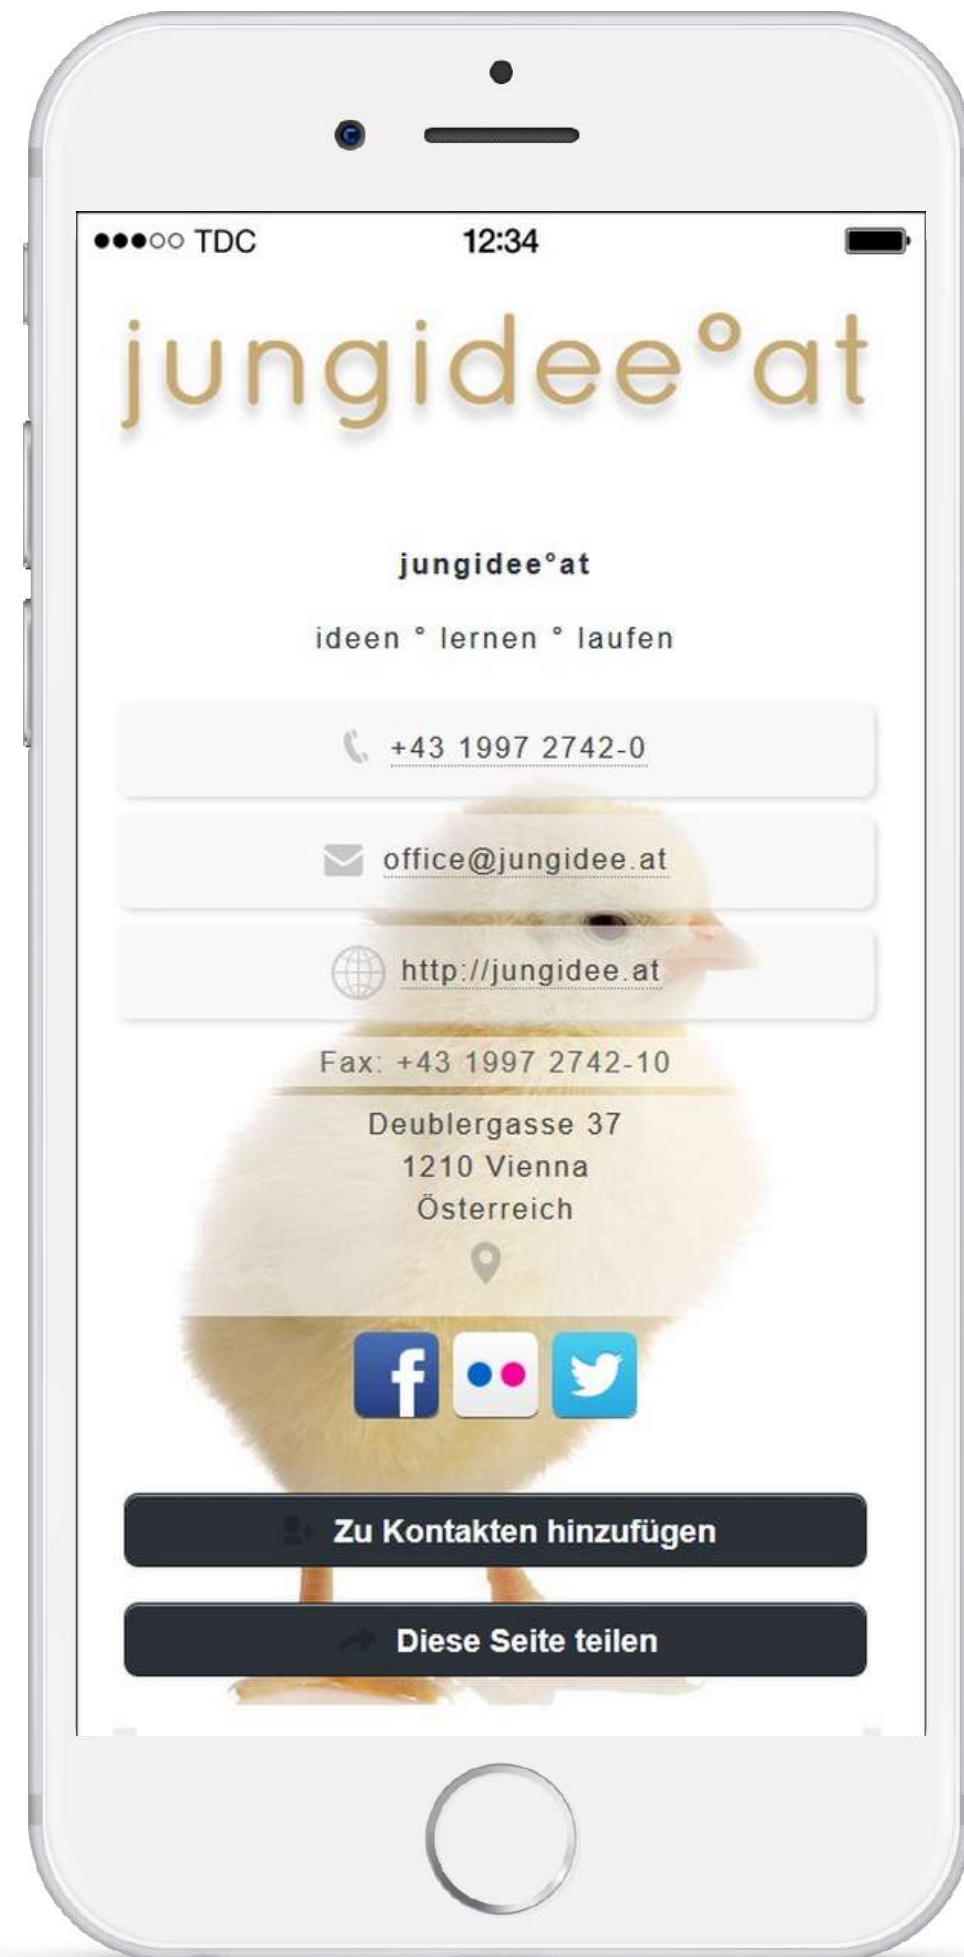 TDC 12:34
jungidee°at
jungidee°at
ideen ° lernen ° laufen
+43 1997 2742-0
office@jungidee.at
http://jungidee.at
Fax: +43 1997 2742-10
Deublergasse 37
1210 Vienna
Österreich
Zu Kontakten hinzufügen
Diese Seite teilen